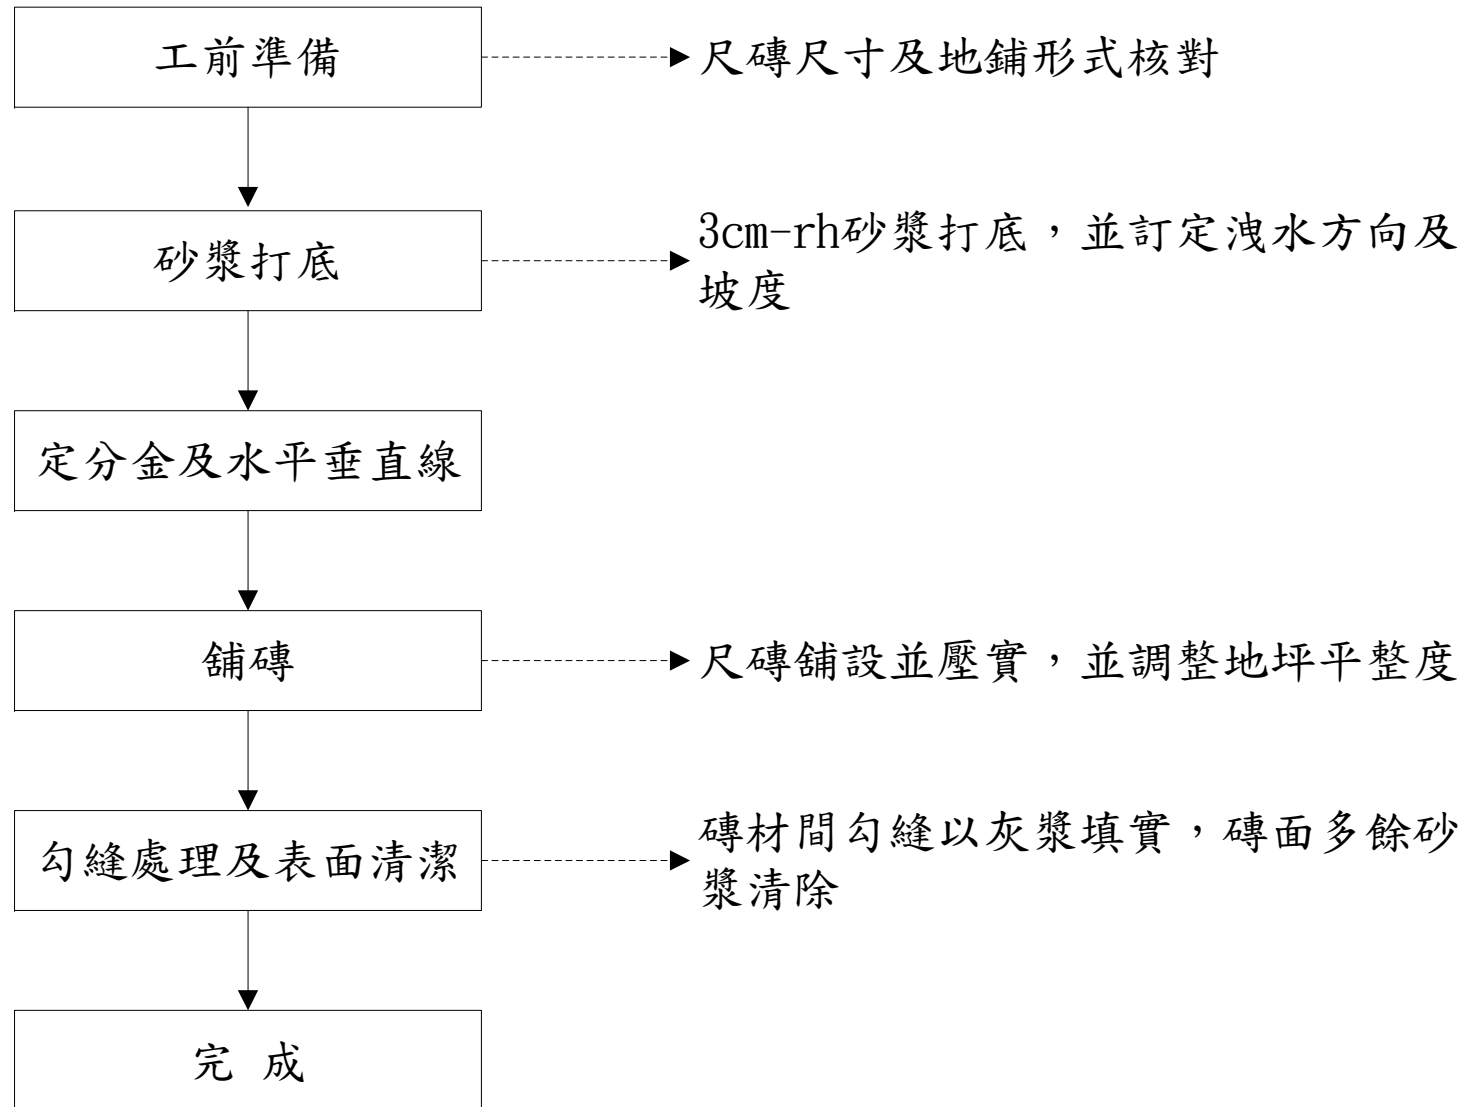 工前準備
尺磚尺寸及地鋪形式核對
砂漿打底
3cm-rh砂漿打底，並訂定洩水方向及
坡度
定分金及水平垂直線
舖磚
尺磚舖設並壓實，並調整地坪平整度
勾縫處理及表面清潔
磚材間勾縫以灰漿填實，磚面多餘砂
漿清除
完 成